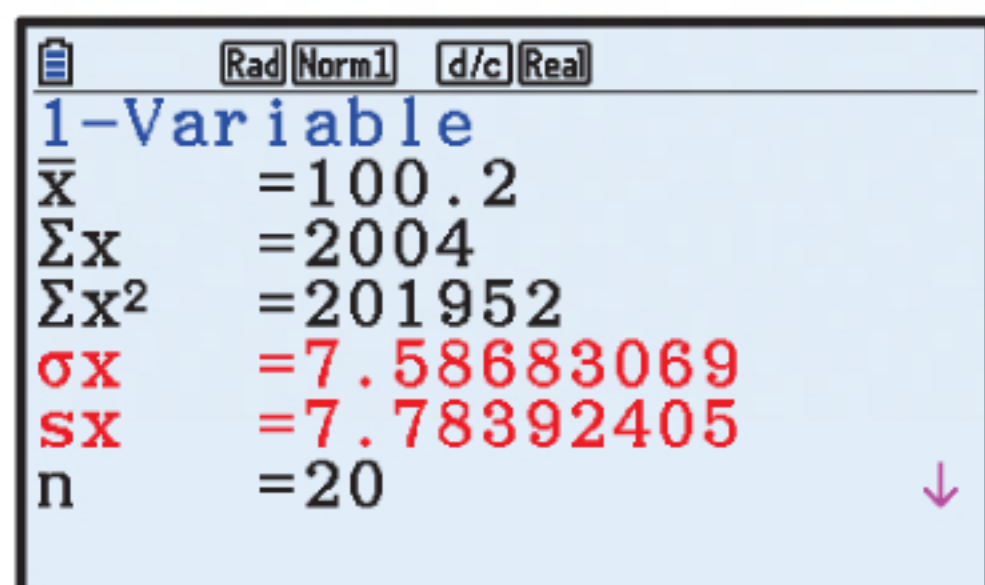 Rad Norm1 d/c Real
1-Variable
x̅ =100.2
Σx =2004
Σx² =201952
σx =7.58683069
sx =7.78392405
n =20 ↓